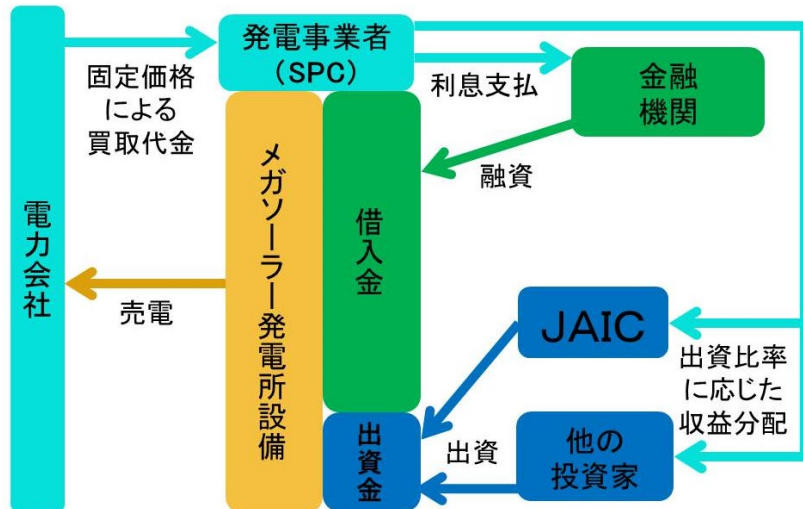 発電事業者
（SPC）
固定価格
による
買取代金
利息支払
金融
機関
融資
電力会社
メガソーラー発電所設備
借入金
売電
JAIC
出資比率
に応じた
収益分配
出資金
出資
他の
投資家